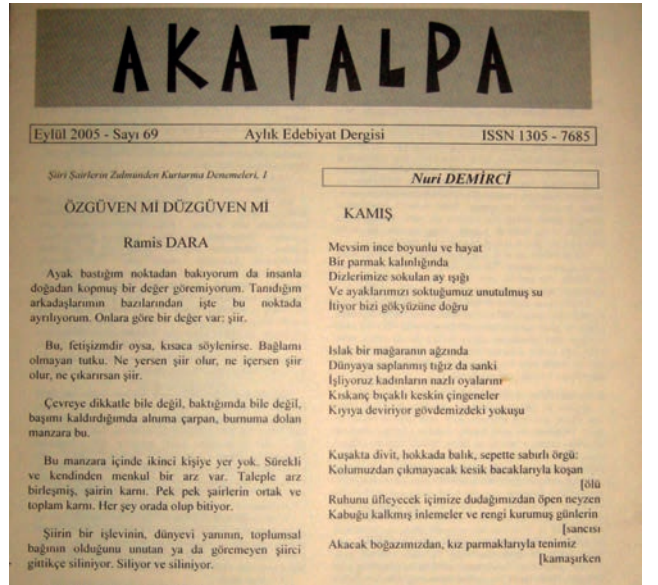 AKATALPA
Eylül 2005 - Sayı 69 Aylık Edebiyat Dergisi ISSN 1305 - 7685
Şiiri Şairlerin Zulmünden Kurtarma Denemeleri, 1
ÖZGÜVEN Mİ DÜZGÜVEN Mİ
Ramis DARA
Ayak bastığım noktadan bakıyorum da insanla
doğadan kopmuş bir değer göremiyorum. Tanıdığım
arkadaşlarımın bazılarından işte bu noktada
ayrılıyorum. Onlara göre bir değer var: şiir.
Bu, fetişizmdir oysa, kısaca söylenirse. Bağlamı
olmayan tutku. Ne yersen şiir olur, ne içersen şiir
olur, ne çıkarırsan şiir.
Çevreye dikkatle bile değil, baktığımda bile değil,
başımı kaldırdığımda alnıma çarpan, burnuma dolan
manzara bu.
Bu manzara içinde ikinci kişiye yer yok. Sürekli
ve kendinden menkul bir arz var. Taleple arz
birleşmiş, şairin karnı. Pek pek şairlerin ortak ve
toplam karnı. Her şey orada olup bitiyor.
Şiirin bir işlevinin, dünyevi yanının, toplumsal
bağının olduğunu unutan ya da göremeyen şiirci
gittikçe siliniyor. Siliyor ve siliniyor.
Nuri DEMİRCİ
KAMIŞ
Mevsim ince boyunlu ve hayat
Bir parmak kalınlığında
Dizlerimize sokulan ay ışığı
Ve ayaklarımızı soktuğumuz unutulmuş su
İtiyor bizi gökyüzüne doğru
Islak bir mağaranın ağzında
Dünyaya saplanmış tığız da sanki
İşliyoruz kadınların nazlı oyalarını
Kıskanç bıçaklı keskin çingeneler
Kıyıya deviriyor gövdemizdeki yokuşu
Kuşakta divit, hokkada balık, sepette sabırlı örgü:
Kolumuzdan çıkmayacak kesik bacaklarıyla koşan
[ölü
Ruhunu üfleyecek içimize dudağımızdan öpen neyzen
Kabuğu kalkmış inlemeler ve rengi kurumuş günlerin
[sancısı
Akacak boğazımızdan, kız parmaklarıyla tenimiz
[kamaşırken